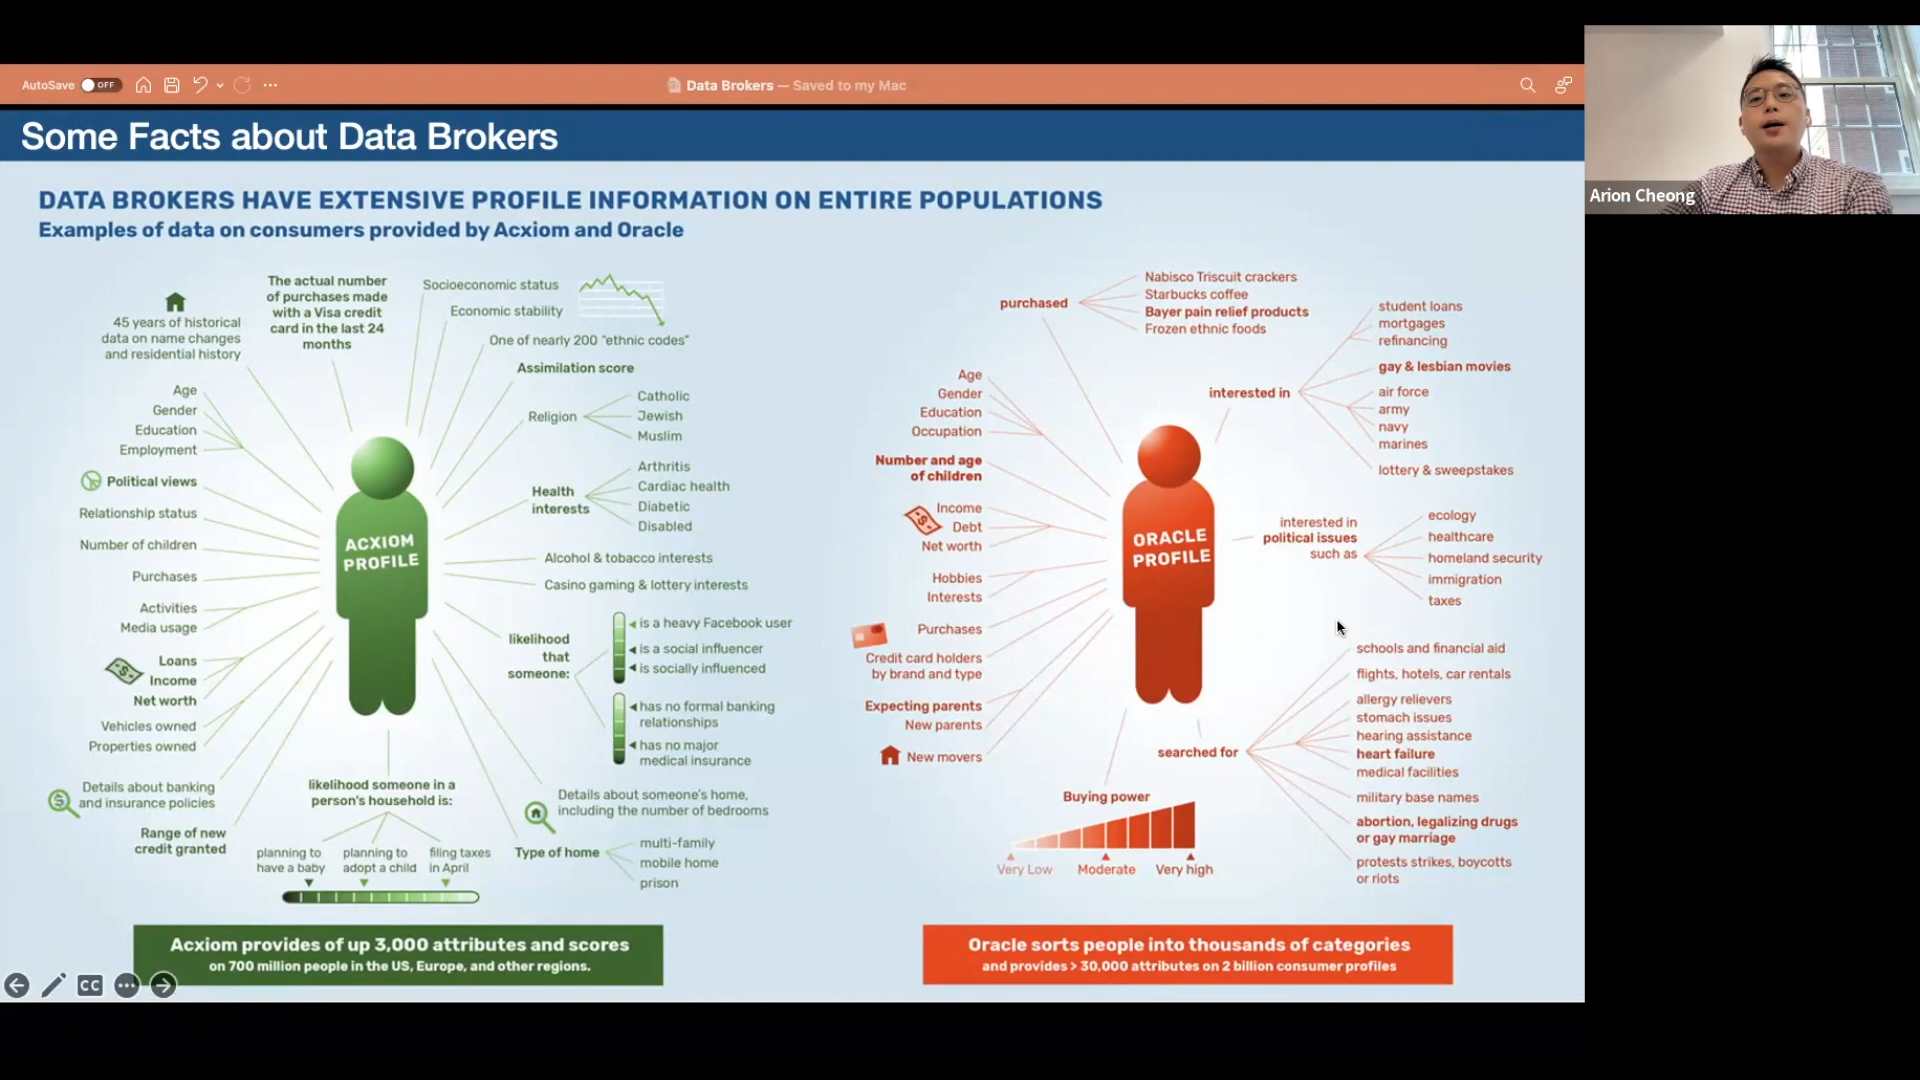 AutoSave OFF
Data Brokers — Saved to my Mac
Some Facts about Data Brokers
DATA BROKERS HAVE EXTENSIVE PROFILE INFORMATION ON ENTIRE POPULATIONS
Examples of data on consumers provided by Acxiom and Oracle
45 years of historical
data on name changes
and residential history
The actual number
of purchases made
with a Visa credit
card in the last 24
months
Socioeconomic status
Economic stability
One of nearly 200 "ethnic codes"
Assimilation score
Religion
Catholic
Jewish
Muslim
Age
Gender
Education
Employment
Political views
Relationship status
Number of children
Purchases
Activities
Media usage
Loans
Income
Net worth
Vehicles owned
Properties owned
Details about banking
and insurance policies
Range of new
credit granted
ACXIOM
PROFILE
Health
interests
Arthritis
Cardiac health
Diabetic
Disabled
Alcohol & tobacco interests
Casino gaming & lottery interests
likelihood
that
someone:
is a heavy Facebook user
is a social influencer
is socially influenced
has no formal banking
relationships
has no major
medical insurance
Details about someone's home,
including the number of bedrooms
Type of home
multi-family
mobile home
prison
likelihood someone in a
person's household is:
planning to
have a baby
planning to
adopt a child
filing taxes
in April
Acxiom provides of up 3,000 attributes and scores
on 700 million people in the US, Europe, and other regions.
purchased
Nabisco Triscuit crackers
Starbucks coffee
Bayer pain relief products
Frozen ethnic foods
interested in
student loans
mortgages
refinancing
gay & lesbian movies
air force
army
navy
marines
lottery & sweepstakes
Age
Gender
Education
Occupation
Number and age
of children
Income
Debt
Net worth
Hobbies
Interests
Purchases
Credit card holders
by brand and type
Expecting parents
New parents
New movers
ORACLE
PROFILE
interested in
political issues
such as
ecology
healthcare
homeland security
immigration
taxes
searched for
schools and financial aid
flights, hotels, car rentals
allergy relievers
stomach issues
hearing assistance
heart failure
medical facilities
military base names
abortion, legalizing drugs
or gay marriage
protests strikes, boycotts
or riots
Buying power
Very Low
Moderate
Very high
Oracle sorts people into thousands of categories
and provides > 30,000 attributes on 2 billion consumer profiles
CC
Arion Cheong